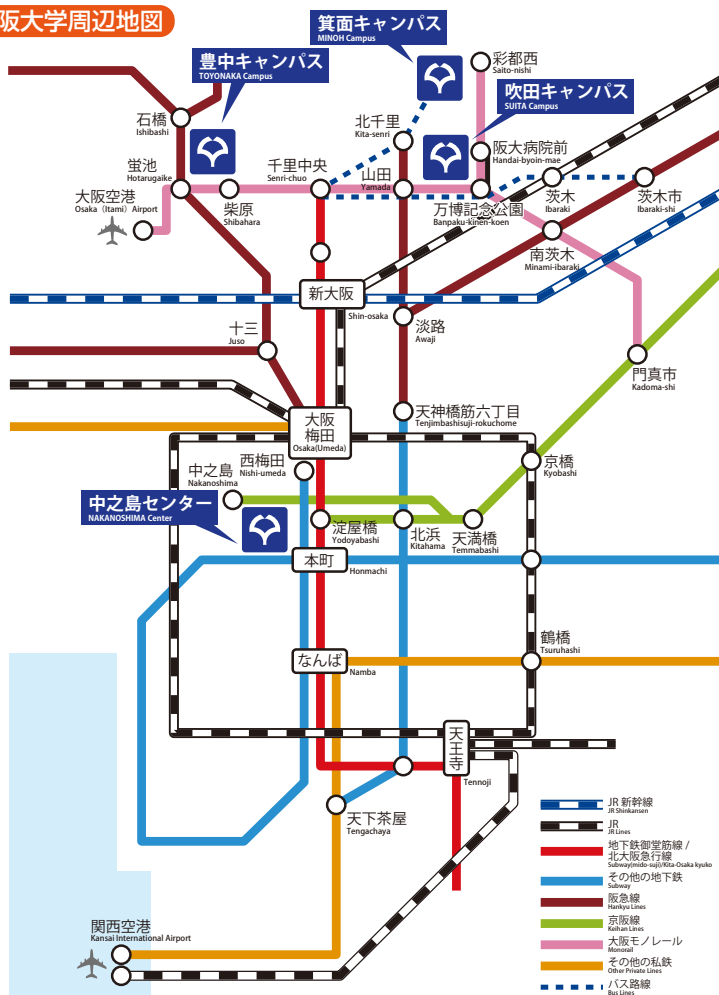 阪大学周辺地図
箕面キャンパス
MINOH Campus
彩都西
Saito-nishi
豊中キャンパス
TOYONAKA Campus
吹田キャンパス
SUITA Campus
石橋
Ishibashi
北千里
Kita-senri
阪大病院前
Handai-byoin-mae
蛍池
Hotarugaike
千里中央
Senri-chuo
山田
Yamada
大阪空港
Osaka (Itami) Airport
柴原
Shibahara
万博記念公園
Banpaku-kinen-koen
茨木
Ibaraki
茨木市
Ibaraki-shi
南茨木
Minami-ibaraki
新大阪
Shin-osaka
十三
Juso
淡路
Awaji
門真市
Kadoma-shi
大阪
梅田
Osaka(Umeda)
天神橋筋六丁目
Tenjimbashisuji-rokuchome
西梅田
Nishi-umeda
中之島
Nakanoshima
京橋
Kyobashi
中之島センター
NAKANOSHIMA Center
淀屋橋
Yodoyabashi
北浜
Kitahama
天満橋
Temmabashi
本町
Honmachi
鶴橋
Tsuruhashi
なんば
Namba
天王寺
Tennoji
天下茶屋
Tengachaya
関西空港
Kansai International Airport
JR 新幹線
JR Shinkansen
JR
JR Lines
地下鉄御堂筋線 /
北大阪急行線
Subway(mido-suji)/Kita-Osaka kyuko
その他の地下鉄
Subway
阪急線
Hankyu Lines
京阪線
Keihan Lines
大阪モノレール
Monorail
その他の私鉄
Other Private Lines
バス路線
Bus Lines